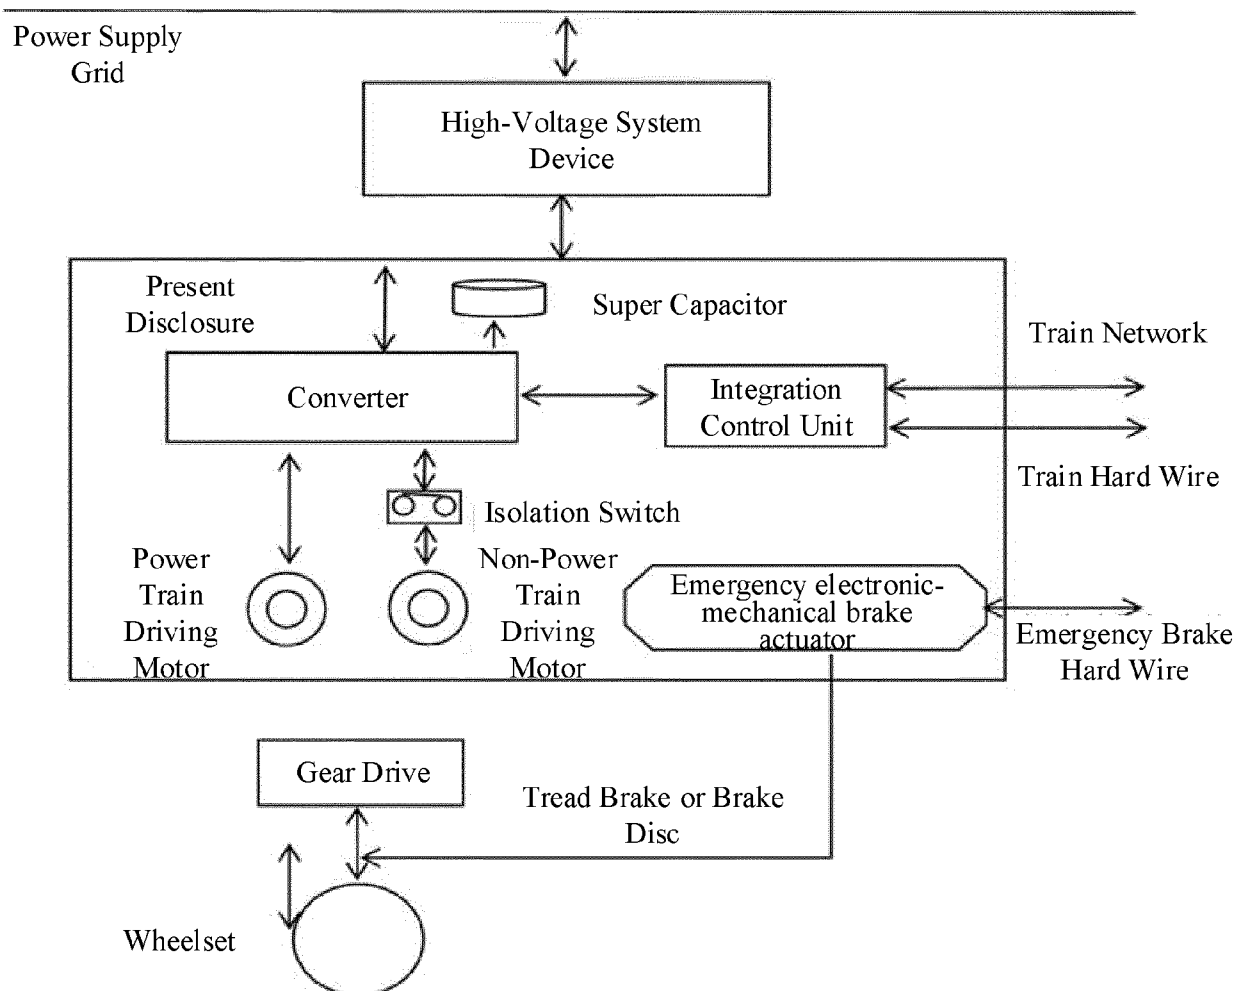 Power Supply
Grid
High-Voltage System
Device
Present
Disclosure
Super Capacitor
Train Network
Converter
Integration
Control Unit
Train Hard Wire
Isolation Switch
Power
Train
Driving
Motor
Non-Power
Train
Driving
Motor
Emergency electronic-
mechanical brake
actuator
Emergency Brake
Hard Wire
Gear Drive
Tread Brake or Brake
Disc
Wheelset